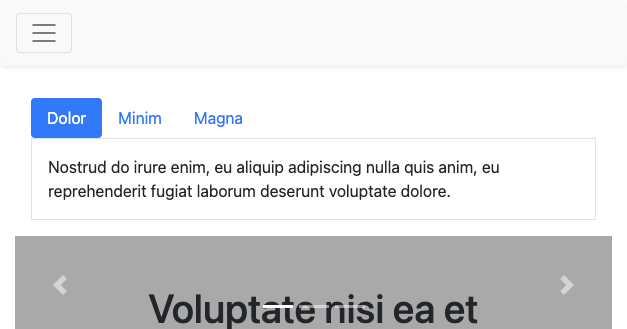 Dolor
Minim
Magna
Nostrud do irure enim, eu aliquip adipiscing nulla quis anim, eu
reprehenderit fugiat laborum deserunt voluptate dolore.
Voluptate nisi ea et